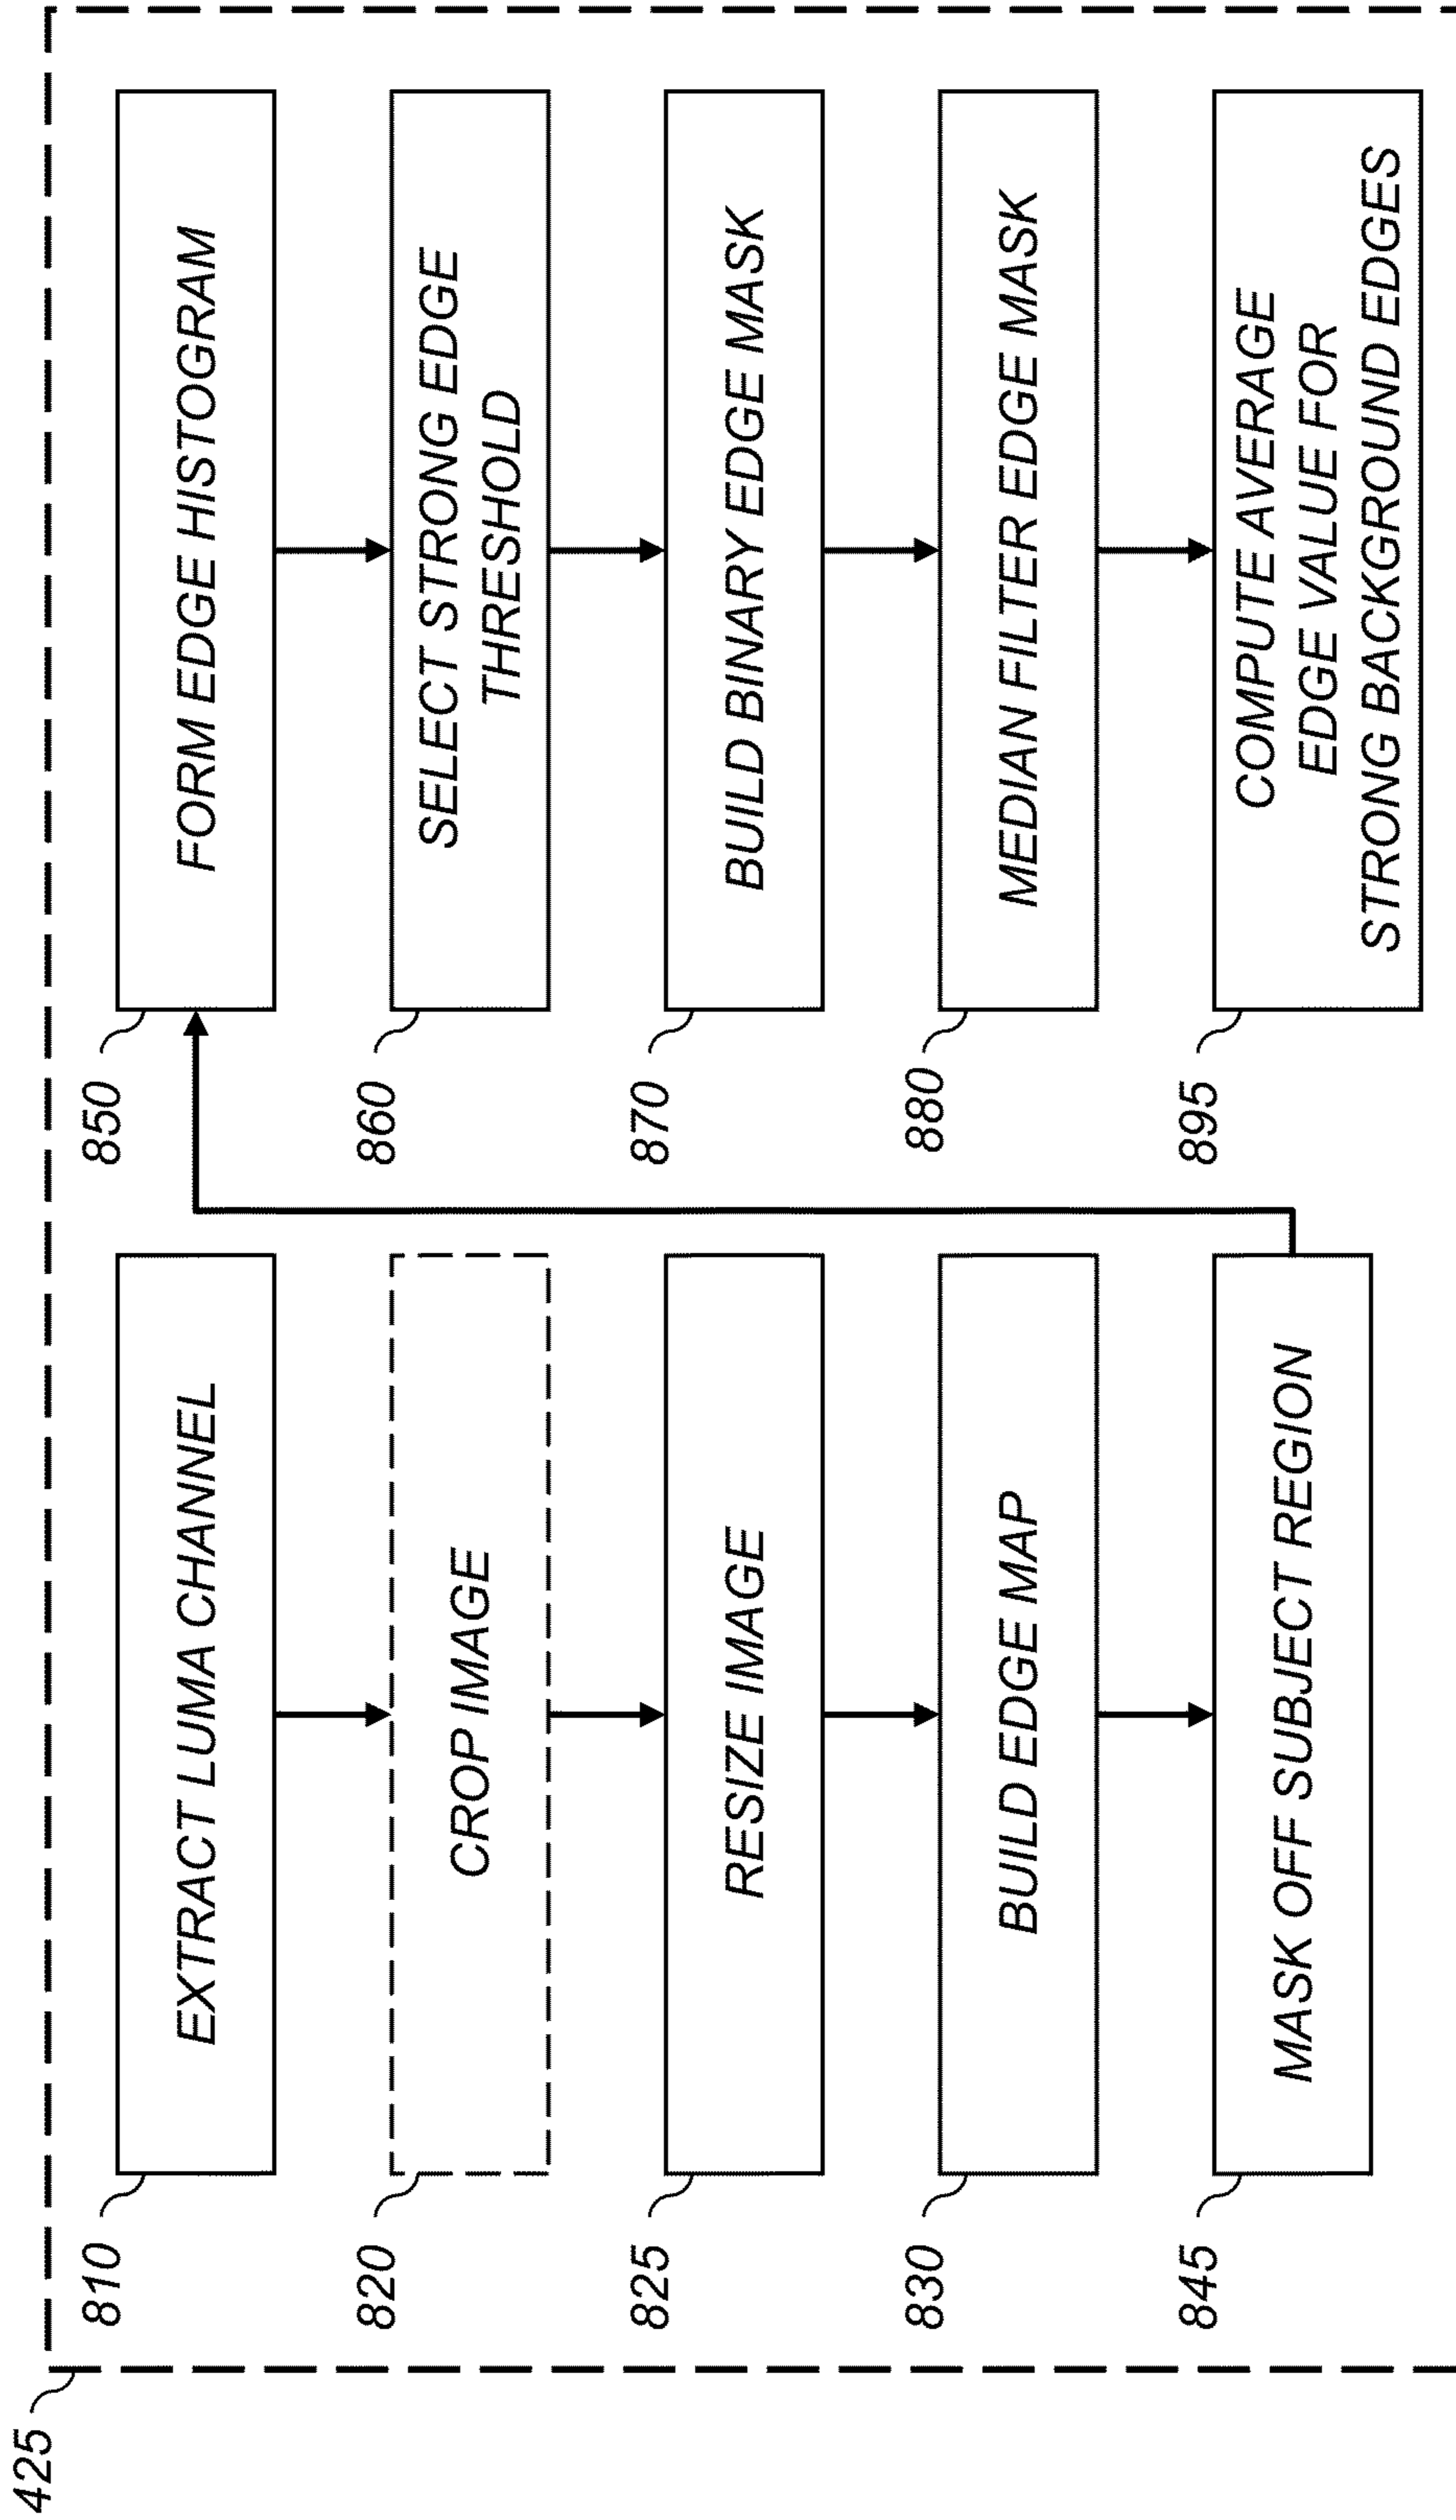 425
810
EXTRACT LUMA CHANNEL
820
CROP IMAGE
825
RESIZE IMAGE
830
BUILD EDGE MAP
845
MASK OFF SUBJECT REGION
850
FORM EDGE HISTOGRAM
860
SELECT STRONG EDGE
THRESHOLD
870
BUILD BINARY EDGE MASK
880
MEDIAN FILTER EDGE MASK
895
COMPUTE AVERAGE
EDGE VALUE FOR
STRONG BACKGROUND EDGES